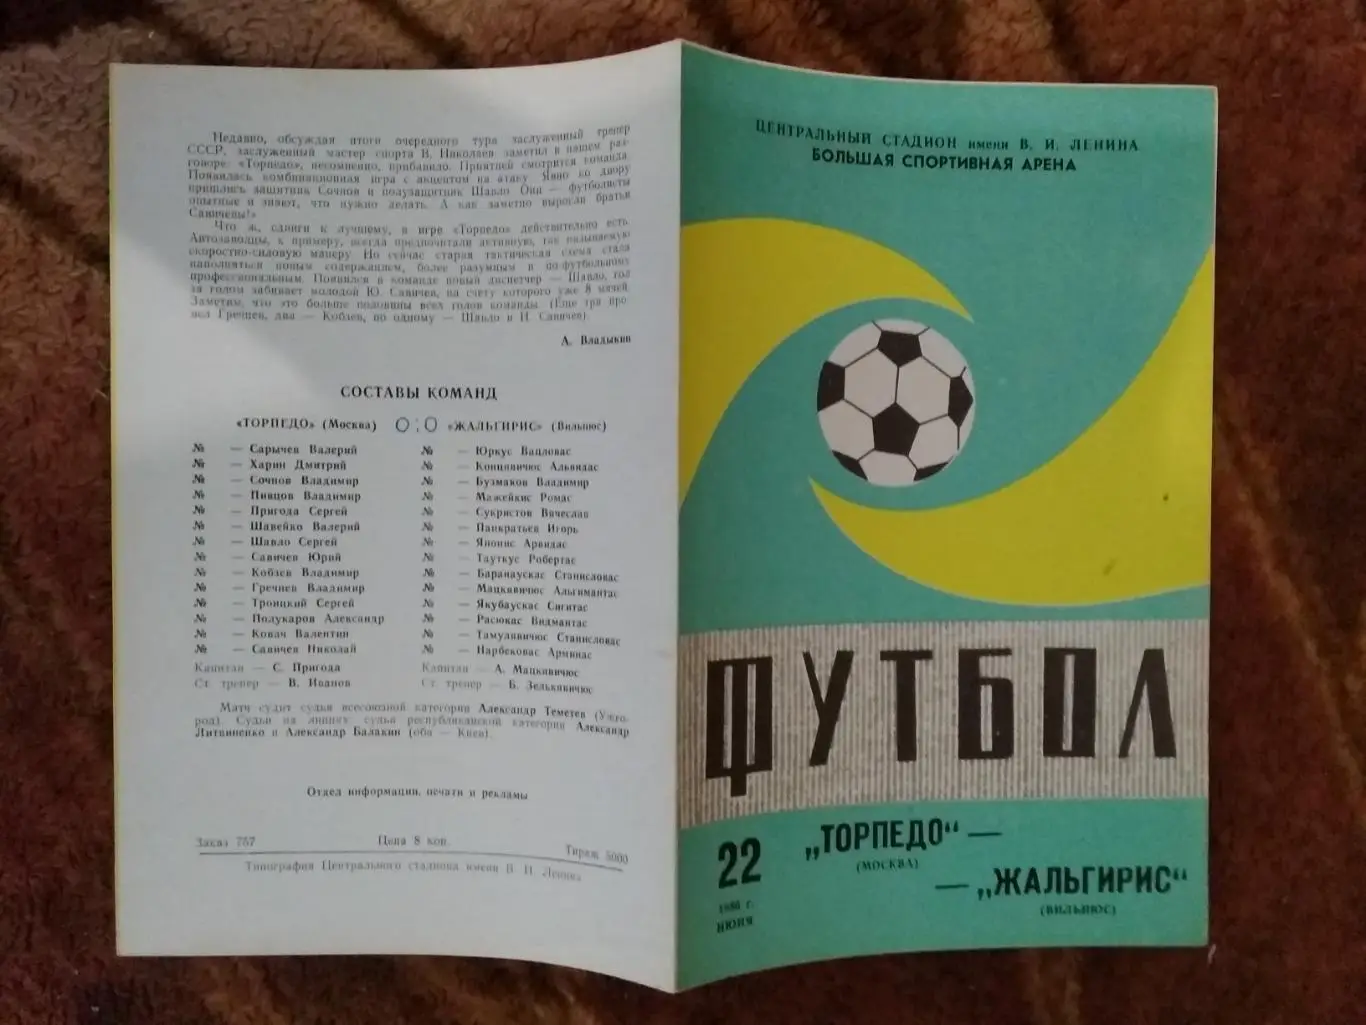 Недавно, обсуждая итоги очередного тура заслуженный тренер
СССР, заслуженный мастер спорта В. Николаев заметил в нашем раз-
говоре: «Торпедо», несомненно, прибавило. Приятней смотрится команда.
Появилась комбинационная игра с акцентом на атаку. Явно ко двору
пришлись защитник Сочнов и полузащитник Шавло Они — футболисты
опытные и знают, что нужно делать. А как заметно выросли братья
Савичевы!»
Что ж, сдвиги к лучшему, в игре «Торпедо» действительно есть.
Автозаводцы, к примеру, всегда предпочитали активную, так называемую
скоростно-силовую манеру. Но сейчас старая тактическая схема стала
наполняться новым содержанием, более разумным и по-футбольному
профессиональным. Появился в команде новый диспетчер — Шавло, гол
за голом забивает молодой Ю. Савичев, на счету которого уже 8 мячей.
Заметим, что это больше половины всех голов команды. (Еще три про-
вел Гречнев, два — Кобзев, по одному — Шавло и Н. Савичев).
А. Владыкин
СОСТАВЫ КОМАНД
«ТОРПЕДО» (Москва) 0:0 «ЖАЛЬГИРИС» (Вильнюс)
№ — Сарычев Валерий № — Юркус Вацловас
№ — Харин Дмитрий № — Концявичюс Альвидас
№ — Сочнов Владимир № — Бузмаков Владимир
№ — Пивцов Владимир № — Мажейкис Ромас
№ — Пригода Сергей № — Сукристов Вячеслав
№ — Шавейко Валерий № — Панкратьев Игорь
№ — Шавло Сергей № — Янонис Арвидас
№ — Савичев Юрий № — Тауткус Робертас
№ — Кобзев Владимир № — Баранаускас Станисловас
№ — Гречнев Владимир № — Мацкявичюс Альгимантас
№ — Троицкий Сергей № — Якубаускас Сигитас
№ — Полукаров Александр № — Расюкас Видмантас
№ — Ковач Валентин № — Тамулявичюс Станисловас
№ — Савичев Николай № — Нарбековас Арминас
Капитан — С. Пригода Капитан — А. Мацкявичюс
Ст. тренер — В. Иванов Ст. тренер — Б. Зелькявичюс
Матч судит судья всесоюзной категории Александр Теметев (Ужго-
род). Судьи на линиях судьи республиканской категории Александр
Литвиненко и Александр Балакин (оба — Киев).
Отдел информации, печати и рекламы
Заказ 757 Цена 8 коп. Тираж 5000
Типография Центрального стадиона имени В. И. Ленина
ЦЕНТРАЛЬНЫЙ СТАДИОН имени В. И. ЛЕНИНА
БОЛЬШАЯ СПОРТИВНАЯ АРЕНА
ФУТБОЛ
22
1986 г.
ИЮНЯ
„ТОРПЕДО“ —
(МОСКВА)
— „ЖАЛЬГИРИС“
(ВИЛЬНЮС)